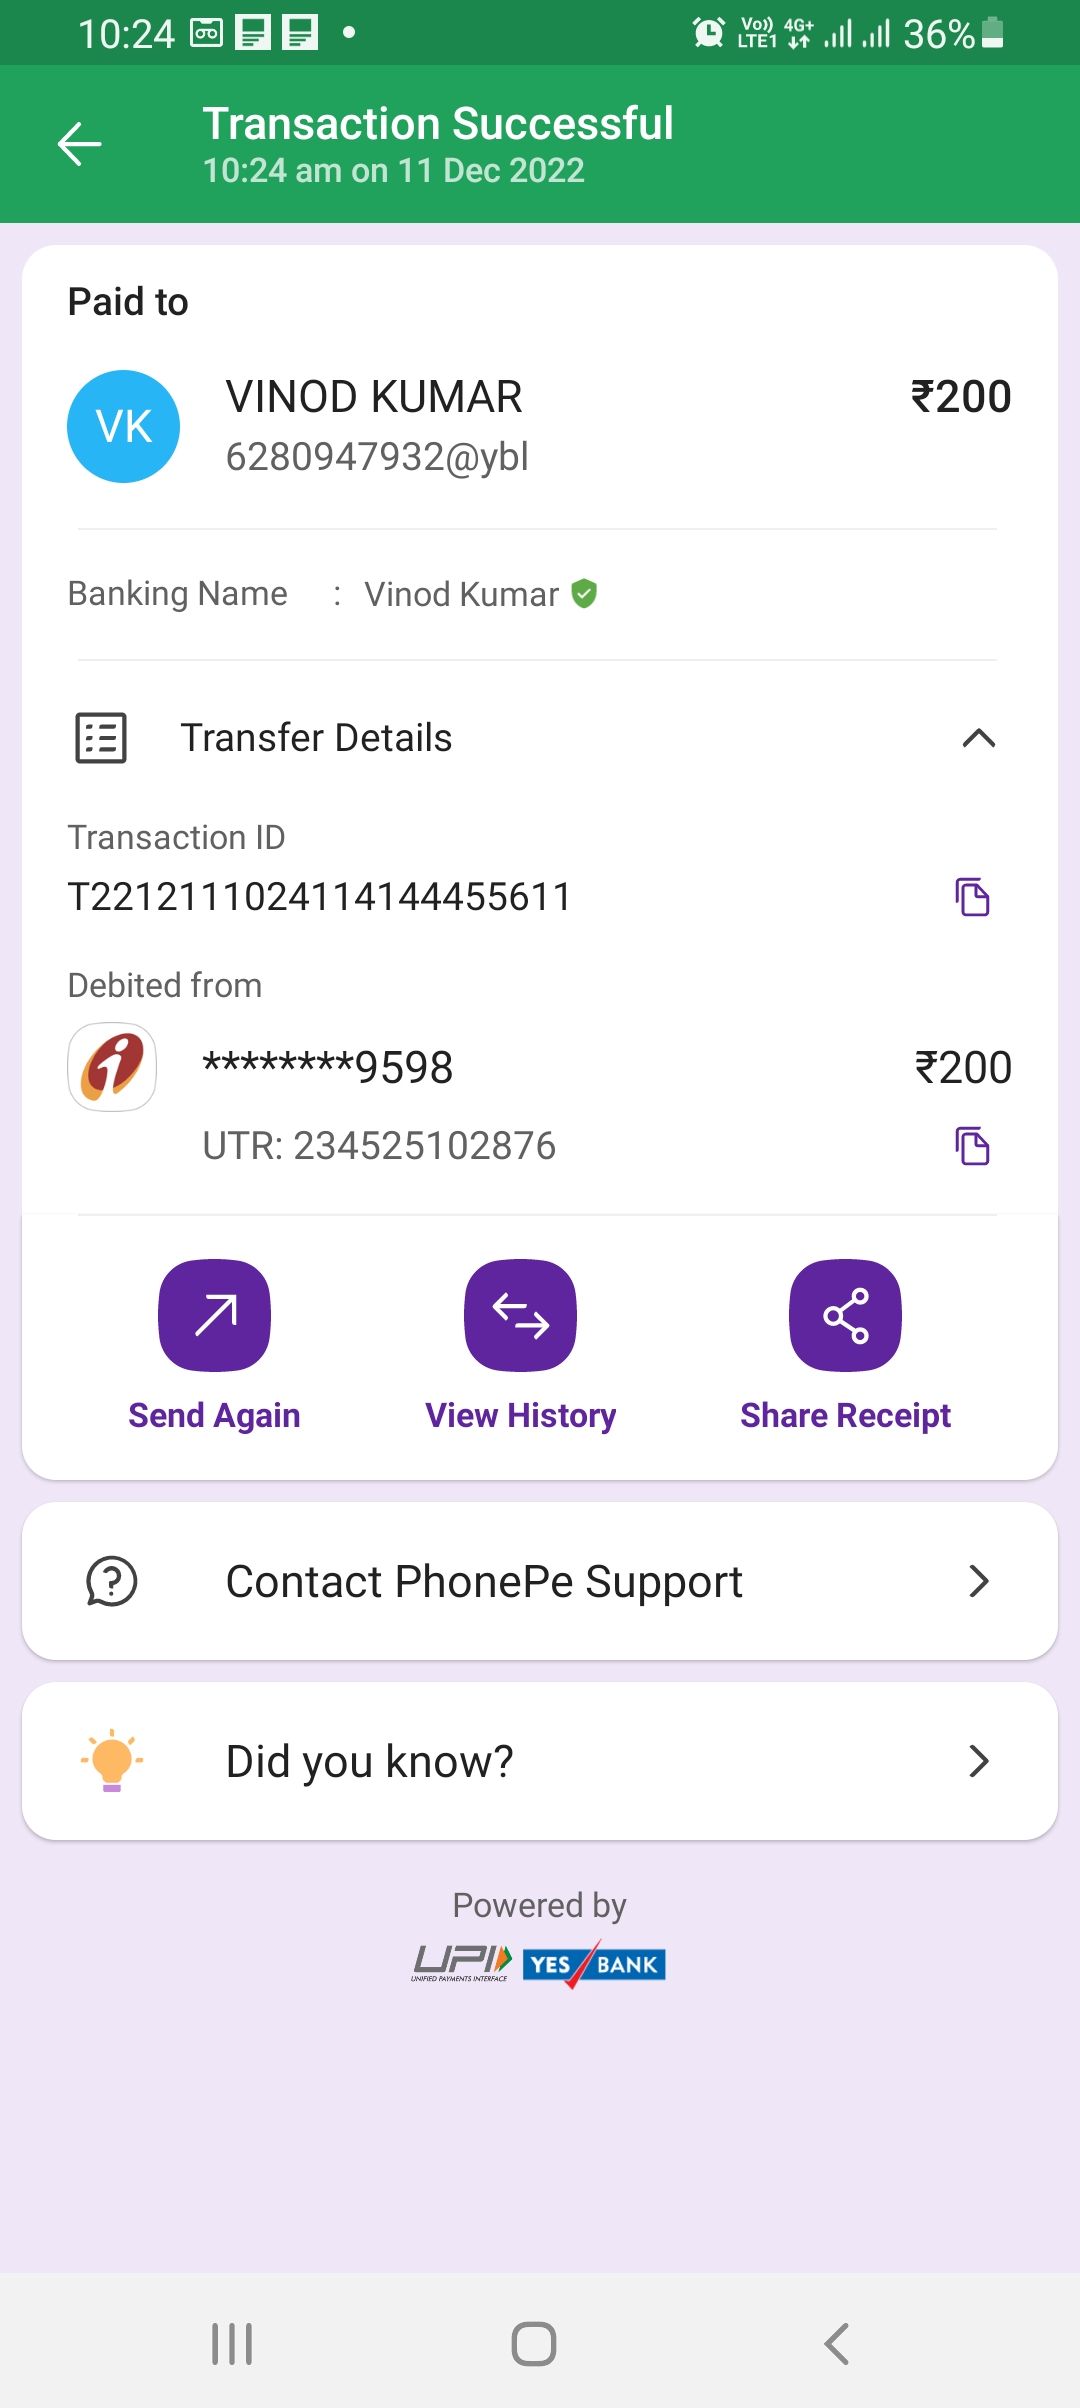 10:24
Vo)) LTE1 4G+ 36%
Transaction Successful
10:24 am on 11 Dec 2022
Paid to
VK
VINOD KUMAR
₹200
6280947932@ybl
Banking Name : Vinod Kumar
Transfer Details
Transaction ID
T2212111024114144455611
Debited from
********9598
₹200
UTR: 234525102876
Send Again
View History
Share Receipt
Contact PhonePe Support
Did you know?
Powered by
UPI YES BANK
UNIFIED PAYMENTS INTERFACE